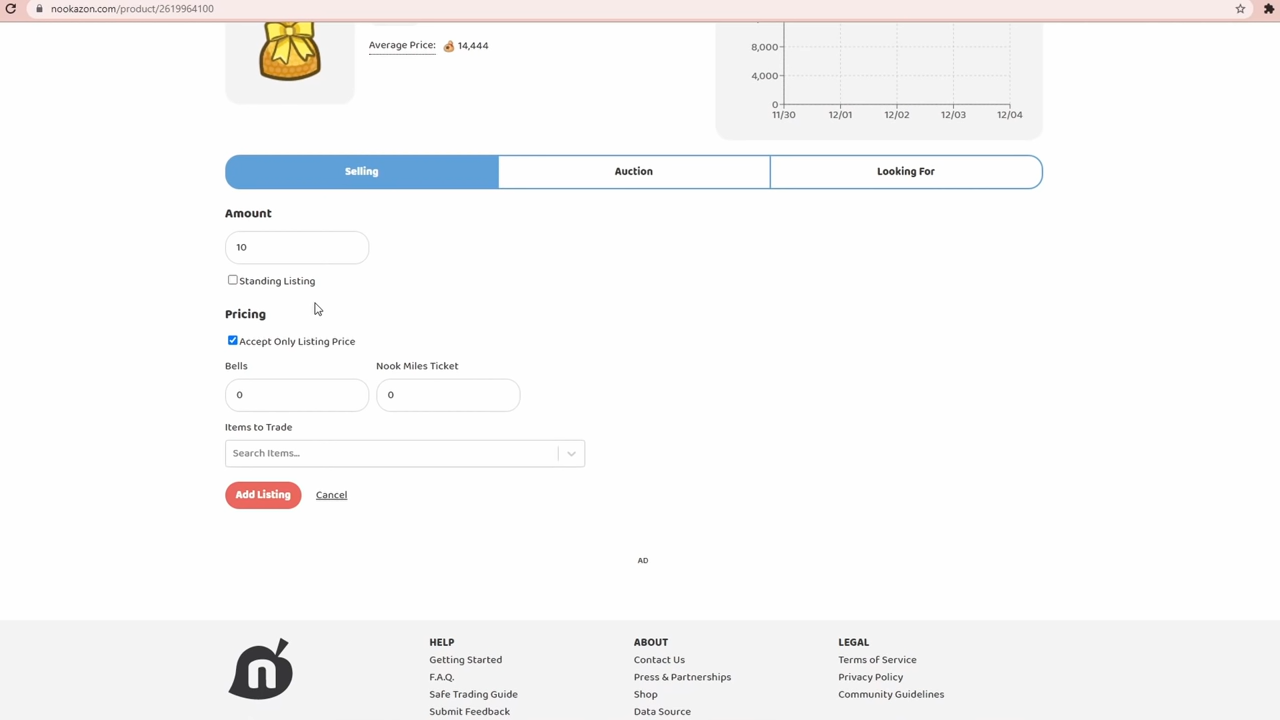 nookazon.com/product/2619964100
Average Price: 14,444
8,000
4,000
0
11/30 12/01 12/02 12/03 12/04
Selling Auction Looking For
Amount
10
Standing Listing
Pricing
Accept Only Listing Price
Bells Nook Miles Ticket
0 0
Items to Trade
Search Items...
Add Listing Cancel
AD
n
HELP ABOUT LEGAL
Getting Started Contact Us Terms of Service
F.A.Q. Press & Partnerships Privacy Policy
Safe Trading Guide Shop Community Guidelines
Submit Feedback Data Source